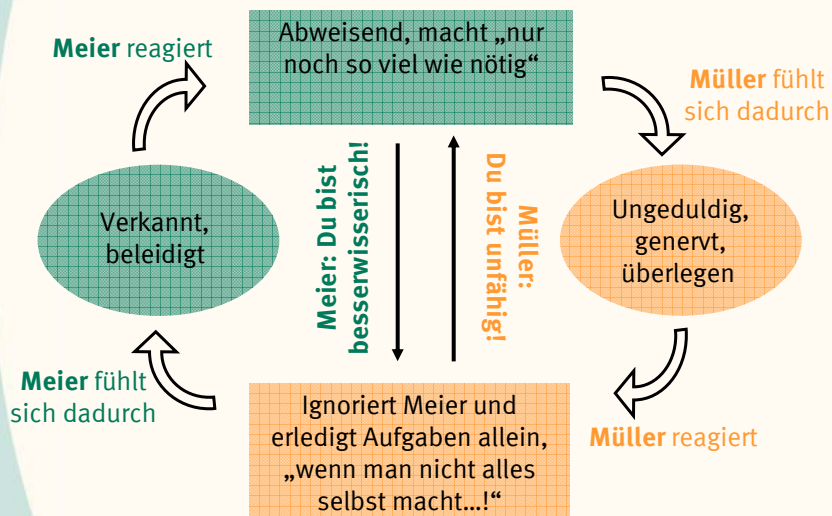 Abweisend, macht „nur
noch so viel wie nötig“
Meier reagiert
Müller fühlt
sich dadurch
Verkannt,
beleidigt
Meier: Du bist
besserwisserisch!
Müller:
Du bist unfähig!
Ungeduldig,
genervt,
überlegen
Meier fühlt
sich dadurch
Ignoriert Meier und
erledigt Aufgaben allein,
„wenn man nicht alles
selbst macht...!“
Müller reagiert